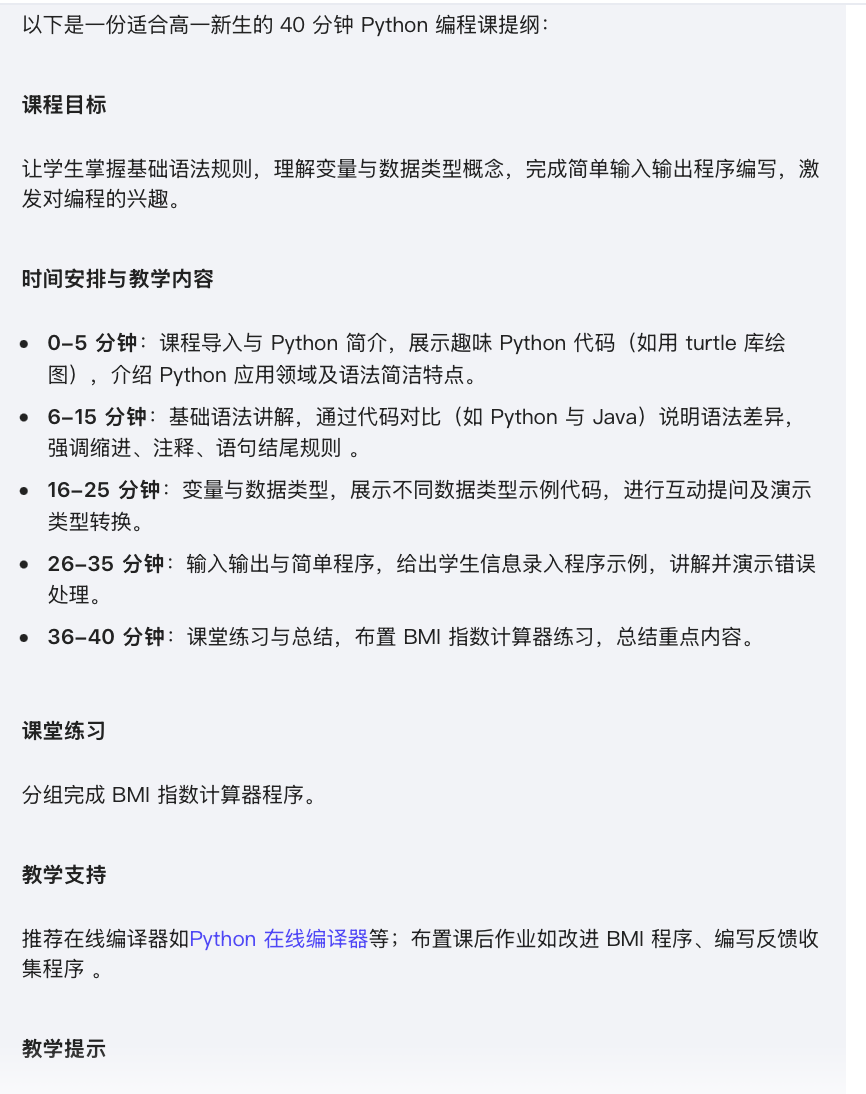 以下是一份适合高一新生的 40 分钟 Python 编程课提纲：
课程目标
让学生掌握基础语法规则，理解变量与数据类型概念，完成简单输入输出程序编写，激
发对编程的兴趣。
时间安排与教学内容
• 0–5 分钟：课程导入与 Python 简介，展示趣味 Python 代码（如用 turtle 库绘
图），介绍 Python 应用领域及语法简洁特点。
• 6–15 分钟：基础语法讲解，通过代码对比（如 Python 与 Java）说明语法差异，
强调缩进、注释、语句结尾规则 。
• 16–25 分钟：变量与数据类型，展示不同数据类型示例代码，进行互动提问及演示
类型转换。
• 26–35 分钟：输入输出与简单程序，给出学生信息录入程序示例，讲解并演示错误
处理。
• 36–40 分钟：课堂练习与总结，布置 BMI 指数计算器练习，总结重点内容。
课堂练习
分组完成 BMI 指数计算器程序。
教学支持
推荐在线编译器如Python 在线编译器等；布置课后作业如改进 BMI 程序、编写反馈收
集程序 。
教学提示